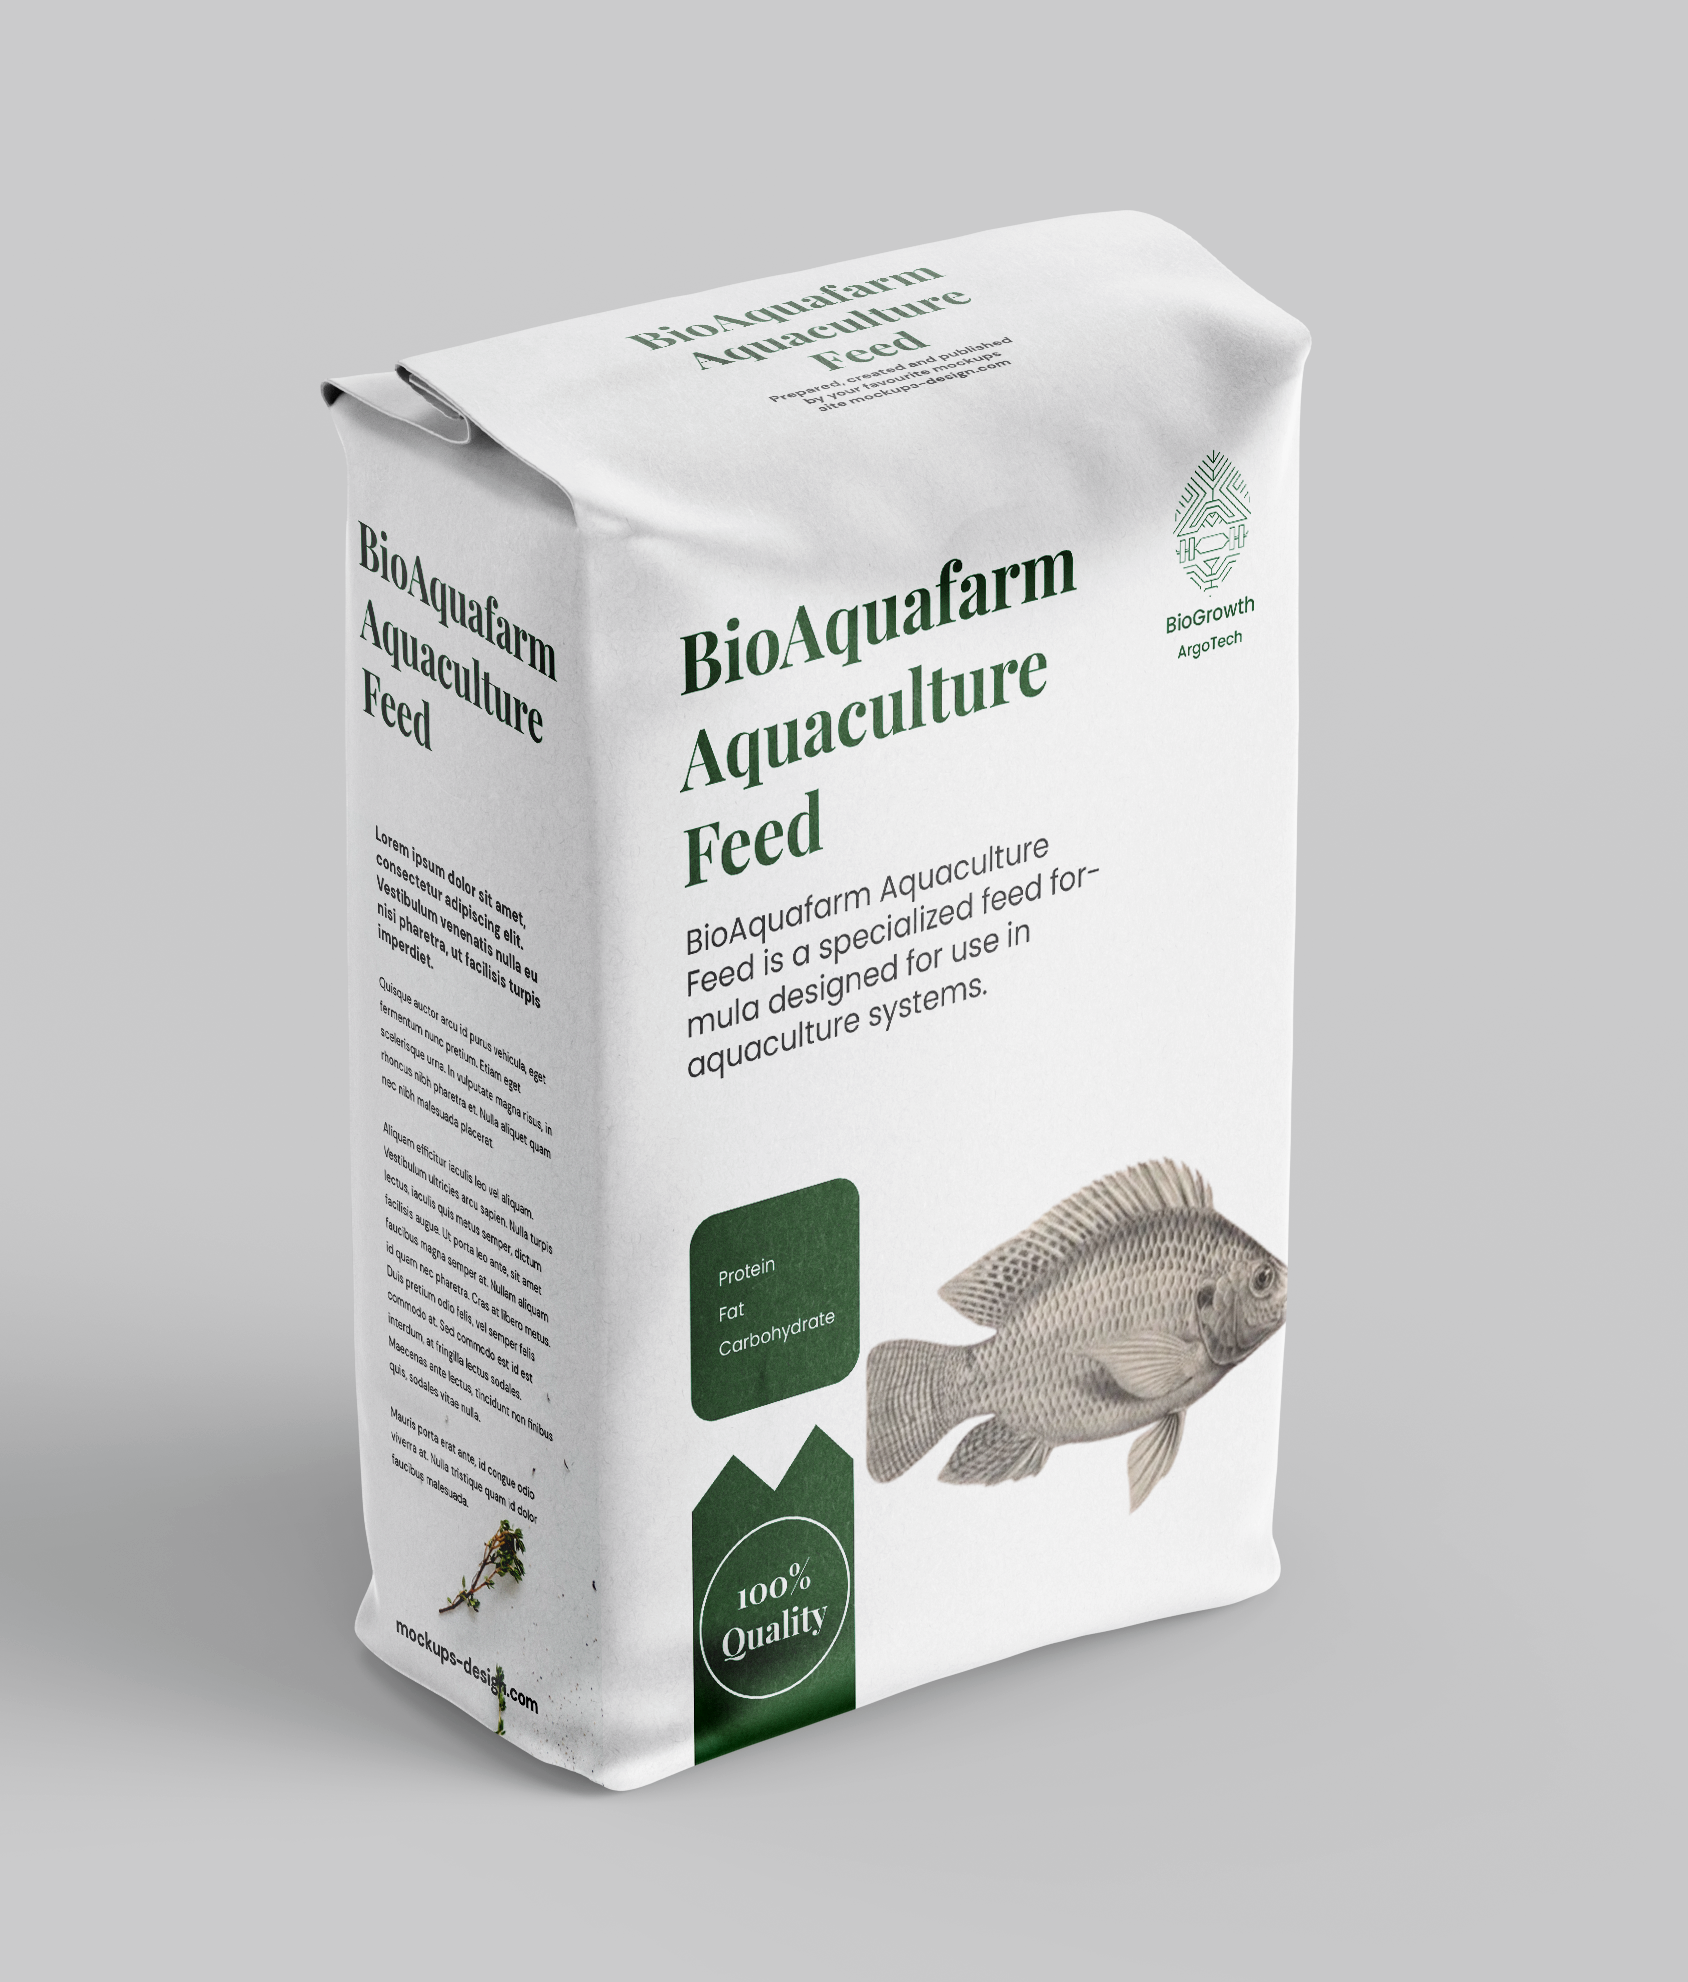 BioAquafarm
Aquaculture
Feed
Prepared, created and published
by your favourite mockups
site mockups-design.com
BioGrowth
ArgoTech
BioAquafarm
Aquaculture
Feed
BioAquafarm Aquaculture
Feed is a specialized feed for-
mula designed for use in
aquaculture systems.
Protein
Fat
Carbohydrate
100%
Quality
BioAquafarm
Aquaculture
Feed
Lorem ipsum dolor sit amet,
consectetur adipiscing elit.
Vestibulum venenatis nulla eu
nisi pharetra, ut facilisis turpis
imperdiet.
Quisque auctor arcu id purus vehicula, eget
fermentum nunc pretium. Etiam eget
scelerisque urna. In vulputate magna risus, in
rhoncus nibh pharetra et. Nulla aliquet quam
nec nibh malesuada placerat.
Aliquam efficitur iaculis leo vel aliquam.
Vestibulum ultricies arcu sapien. Nulla turpis
lectus, iaculis quis metus semper, dictum
facilisis augue. Ut porta leo ante, sit amet
faucibus magna semper at. Nullam aliquam
id quam nec pharetra. Cras at libero metus.
Duis pretium odio felis, vel semper felis
commodo at. Sed commodo est id est
interdum, at fringilla lectus sodales.
Maecenas ante lectus, tincidunt non finibus
quis, sodales vitae nulla.
Mauris porta erat ante, id congue odio
viverra at. Nulla tristique quam id dolor
faucibus malesuada.
mockups-design.com